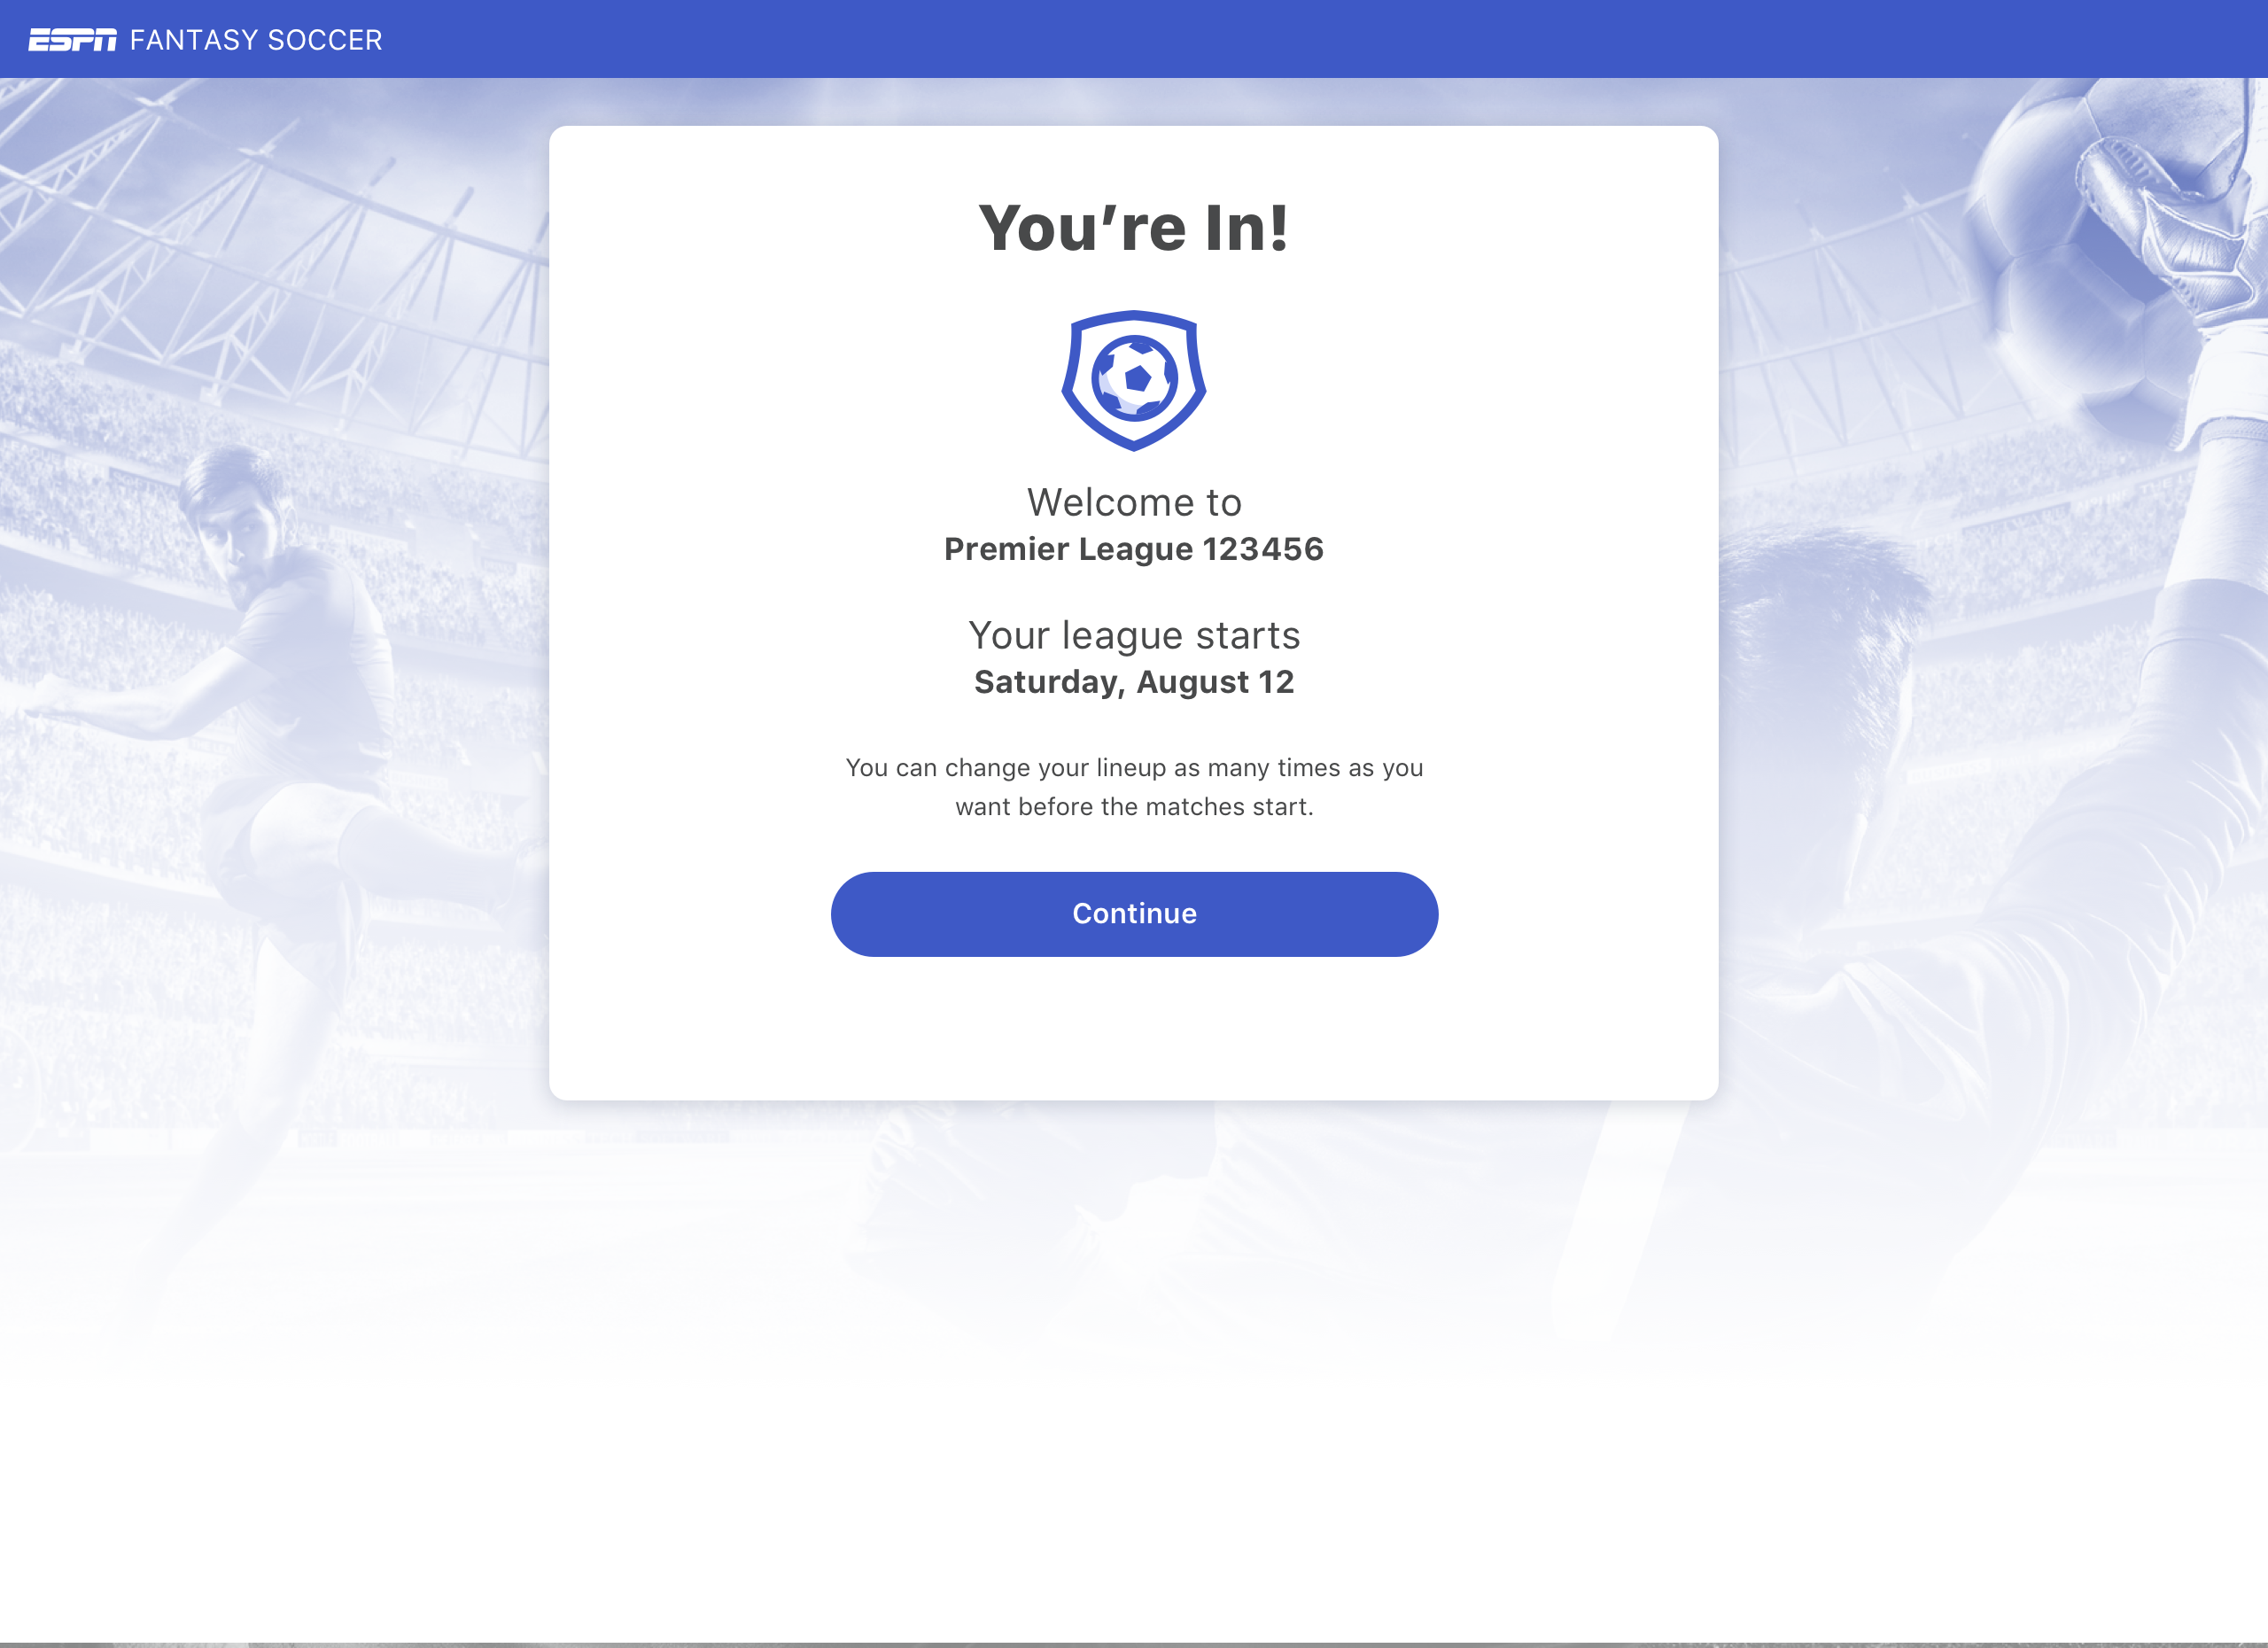 ESPN FANTASY SOCCER
You’re In!
Welcome to
Premier League 123456
Your league starts
Saturday, August 12
You can change your lineup as many times as you
want before the matches start.
Continue